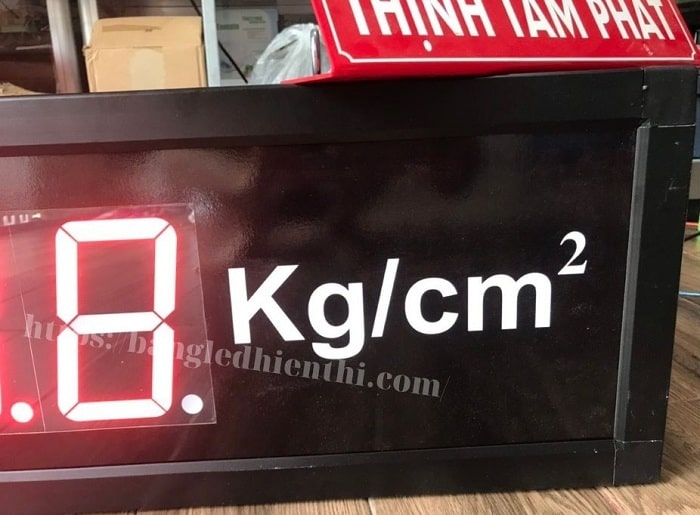 THỊNH TÂM PHÁT
.8.
Kg/cm²
https://bangledhienthi.com/